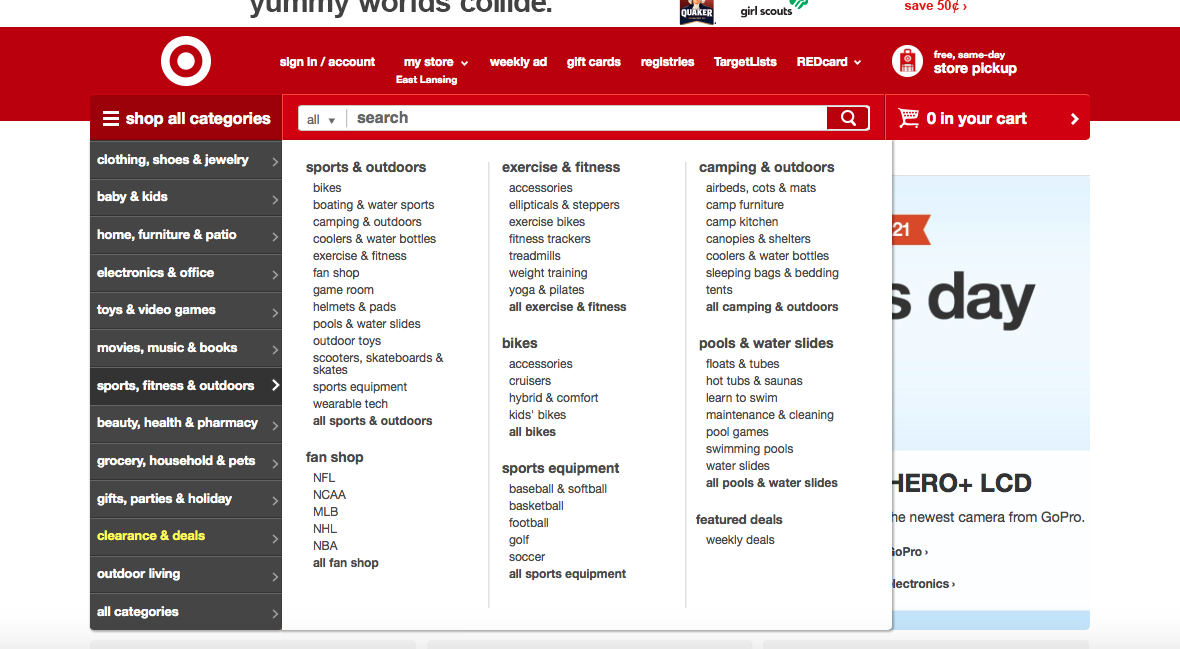 yummy worlds collide.
QUAKER
girl scouts
save 50¢ ›
sign in / account
my store
East Lansing
weekly ad
gift cards
registries
TargetLists
REDcard
free, same-day
store pickup
shop all categories
all
search
0 in your cart
clothing, shoes & jewelry
baby & kids
home, furniture & patio
electronics & office
toys & video games
movies, music & books
sports, fitness & outdoors
beauty, health & pharmacy
grocery, household & pets
gifts, parties & holiday
clearance & deals
outdoor living
all categories
sports & outdoors
bikes
boating & water sports
camping & outdoors
coolers & water bottles
exercise & fitness
fan shop
game room
helmets & pads
pools & water slides
outdoor toys
scooters, skateboards &
skates
sports equipment
wearable tech
all sports & outdoors
fan shop
NFL
NCAA
MLB
NHL
NBA
all fan shop
exercise & fitness
accessories
ellipticals & steppers
exercise bikes
fitness trackers
treadmills
weight training
yoga & pilates
all exercise & fitness
bikes
accessories
cruisers
hybrid & comfort
kids' bikes
all bikes
sports equipment
baseball & softball
basketball
football
golf
soccer
all sports equipment
camping & outdoors
airbeds, cots & mats
camp furniture
camp kitchen
canopies & shelters
coolers & water bottles
sleeping bags & bedding
tents
all camping & outdoors
pools & water slides
floats & tubes
hot tubs & saunas
learn to swim
maintenance & cleaning
pool games
swimming pools
water slides
all pools & water slides
featured deals
weekly deals
21
s day
HERO+ LCD
he newest camera from GoPro.
GoPro ›
lectronics ›